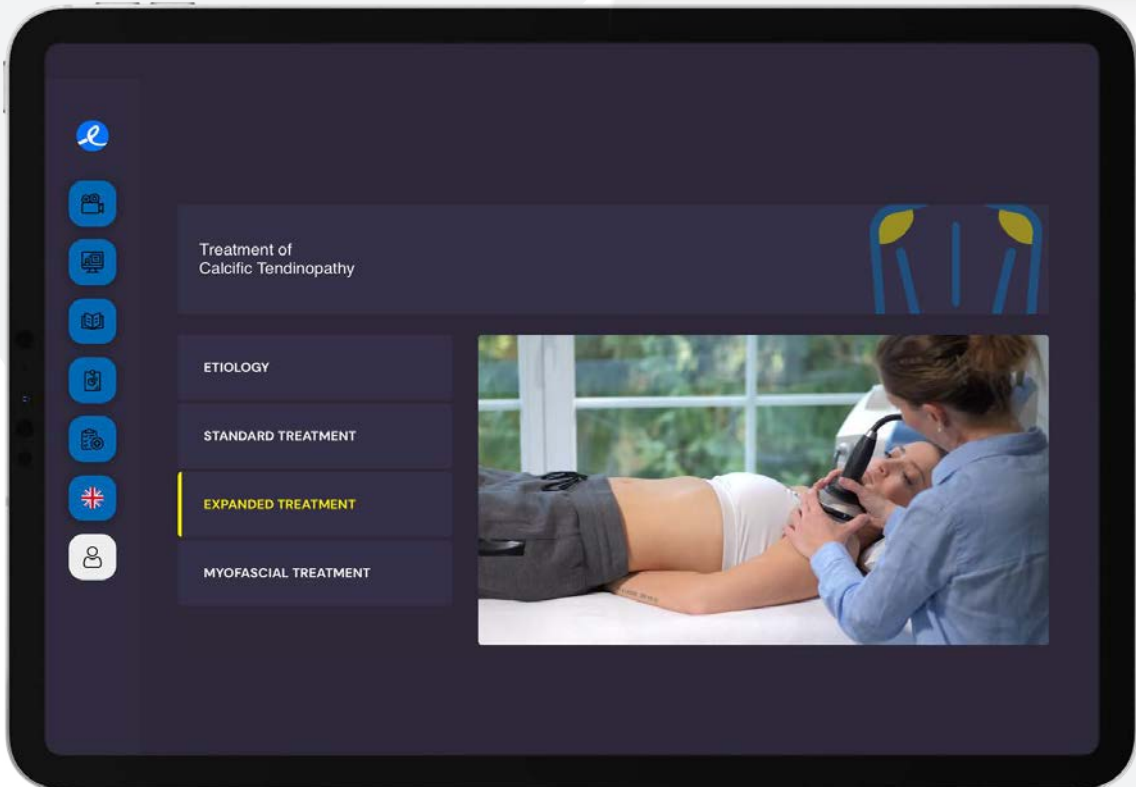 Treatment of
Calcific Tendinopathy
ETIOLOGY
STANDARD TREATMENT
EXPANDED TREATMENT
MYOFASCIAL TREATMENT